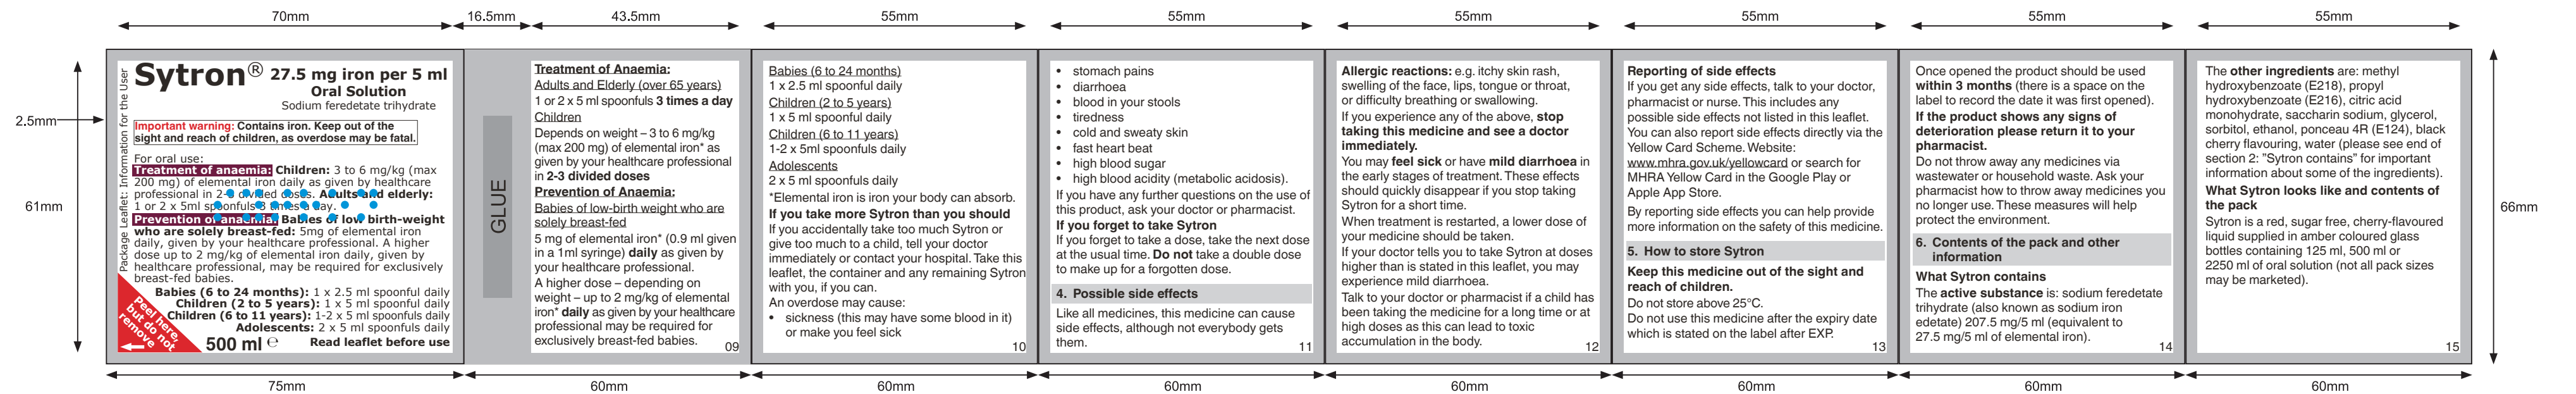 70mm
16.5mm
43.5mm
55mm
55mm
55mm
55mm
55mm
55mm
2.5mm
61mm
Package Leaflet: Information for the User
Sytron® 27.5 mg iron per 5 ml
Oral Solution
Sodium feredetate trihydrate
Important warning: Contains iron. Keep out of the
sight and reach of children, as overdose may be fatal.
For oral use:
Treatment of anaemia: Children: 3 to 6 mg/kg (max
200 mg) of elemental iron daily as given by healthcare
professional in 2-3 divided doses. Adults and elderly:
1 or 2 x 5ml spoonfuls 3 times a day.
Prevention of anaemia: Babies of low birth-weight
who are solely breast-fed: 5mg of elemental iron
daily, given by your healthcare professional. A higher
dose up to 2 mg/kg of elemental iron daily, given by
healthcare professional, may be required for exclusively
breast-fed babies.
Babies (6 to 24 months): 1 x 2.5 ml spoonful daily
Children (2 to 5 years): 1 x 5 ml spoonful daily
Children (6 to 11 years): 1-2 x 5 ml spoonfuls daily
Adolescents: 2 x 5 ml spoonfuls daily
Peel here,
but do not
remove
500 ml ℮
Read leaflet before use
GLUE
Treatment of Anaemia:
Adults and Elderly (over 65 years)
1 or 2 x 5 ml spoonfuls 3 times a day
Children
Depends on weight – 3 to 6 mg/kg
(max 200 mg) of elemental iron* as
given by your healthcare professional
in 2-3 divided doses
Prevention of Anaemia:
Babies of low-birth weight who are
solely breast-fed
5 mg of elemental iron* (0.9 ml given
in a 1ml syringe) daily as given by
your healthcare professional.
A higher dose – depending on
weight – up to 2 mg/kg of elemental
iron* daily as given by your healthcare
professional may be required for
exclusively breast-fed babies.
09
Babies (6 to 24 months)
1 x 2.5 ml spoonful daily
Children (2 to 5 years)
1 x 5 ml spoonful daily
Children (6 to 11 years)
1-2 x 5ml spoonfuls daily
Adolescents
2 x 5 ml spoonfuls daily
*Elemental iron is iron your body can absorb.
If you take more Sytron than you should
If you accidentally take too much Sytron or
give too much to a child, tell your doctor
immediately or contact your hospital. Take this
leaflet, the container and any remaining Sytron
with you, if you can.
An overdose may cause:
• sickness (this may have some blood in it)
or make you feel sick
10
• stomach pains
• diarrhoea
• blood in your stools
• tiredness
• cold and sweaty skin
• fast heart beat
• high blood sugar
• high blood acidity (metabolic acidosis).
If you have any further questions on the use of
this product, ask your doctor or pharmacist.
If you forget to take Sytron
If you forget to take a dose, take the next dose
at the usual time. Do not take a double dose
to make up for a forgotten dose.
4. Possible side effects
Like all medicines, this medicine can cause
side effects, although not everybody gets
them.
11
Allergic reactions: e.g. itchy skin rash,
swelling of the face, lips, tongue or throat,
or difficulty breathing or swallowing.
If you experience any of the above, stop
taking this medicine and see a doctor
immediately.
You may feel sick or have mild diarrhoea in
the early stages of treatment. These effects
should quickly disappear if you stop taking
Sytron for a short time.
When treatment is restarted, a lower dose of
your medicine should be taken.
If your doctor tells you to take Sytron at doses
higher than is stated in this leaflet, you may
experience mild diarrhoea.
Talk to your doctor or pharmacist if a child has
been taking the medicine for a long time or at
high doses as this can lead to toxic
accumulation in the body.
12
Reporting of side effects
If you get any side effects, talk to your doctor,
pharmacist or nurse. This includes any
possible side effects not listed in this leaflet.
You can also report side effects directly via the
Yellow Card Scheme. Website:
www.mhra.gov.uk/yellowcard or search for
MHRA Yellow Card in the Google Play or
Apple App Store.
By reporting side effects you can help provide
more information on the safety of this medicine.
5. How to store Sytron
Keep this medicine out of the sight and
reach of children.
Do not store above 25°C.
Do not use this medicine after the expiry date
which is stated on the label after EXP.
13
Once opened the product should be used
within 3 months (there is a space on the
label to record the date it was first opened).
If the product shows any signs of
deterioration please return it to your
pharmacist.
Do not throw away any medicines via
wastewater or household waste. Ask your
pharmacist how to throw away medicines you
no longer use. These measures will help
protect the environment.
6. Contents of the pack and other
information
What Sytron contains
The active substance is: sodium feredetate
trihydrate (also known as sodium iron
edetate) 207.5 mg/5 ml (equivalent to
27.5 mg/5 ml of elemental iron).
14
The other ingredients are: methyl
hydroxybenzoate (E218), propyl
hydroxybenzoate (E216), citric acid
monohydrate, saccharin sodium, glycerol,
sorbitol, ethanol, ponceau 4R (E124), black
cherry flavouring, water (please see end of
section 2: "Sytron contains" for important
information about some of the ingredients).
What Sytron looks like and contents of
the pack
Sytron is a red, sugar free, cherry-flavoured
liquid supplied in amber coloured glass
bottles containing 125 ml, 500 ml or
2250 ml of oral solution (not all pack sizes
may be marketed).
15
66mm
75mm
60mm
60mm
60mm
60mm
60mm
60mm
60mm